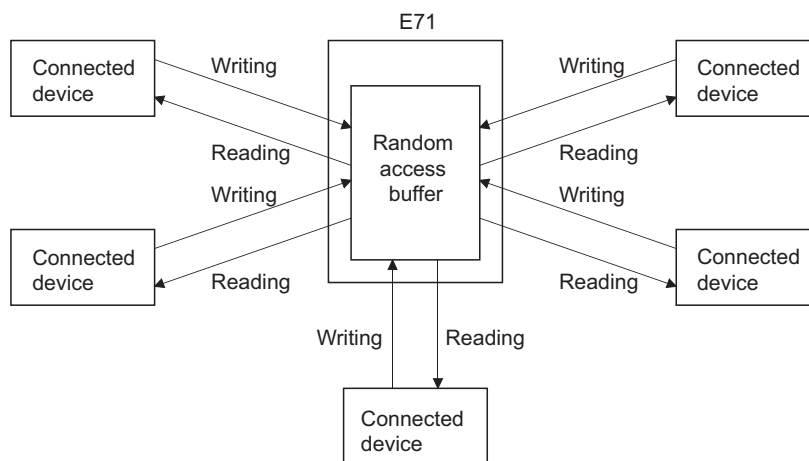 E71
Connected
device
Writing
Reading
Random
access
buffer
Writing
Reading
Connected
device
Connected
device
Writing
Reading
Writing
Reading
Connected
device
Writing
Reading
Connected
device